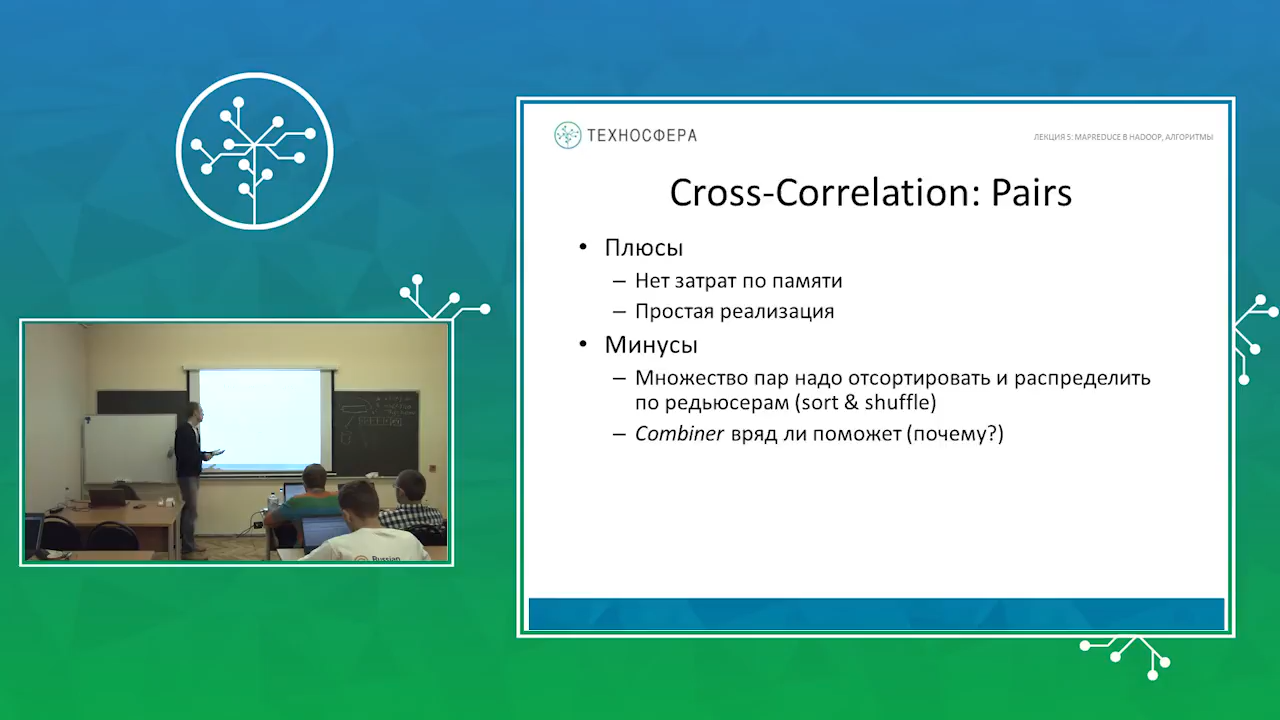 ТЕХНОСФЕРА
ЛЕКЦИЯ 5: MAPREDUCE В HADOOP, АЛГОРИТМЫ
Cross-Correlation: Pairs
• Плюсы
– Нет затрат по памяти
– Простая реализация
• Минусы
– Множество пар надо отсортировать и распределить
по редьюсерам (sort & shuffle)
– Combiner вряд ли поможет (почему?)
Russian